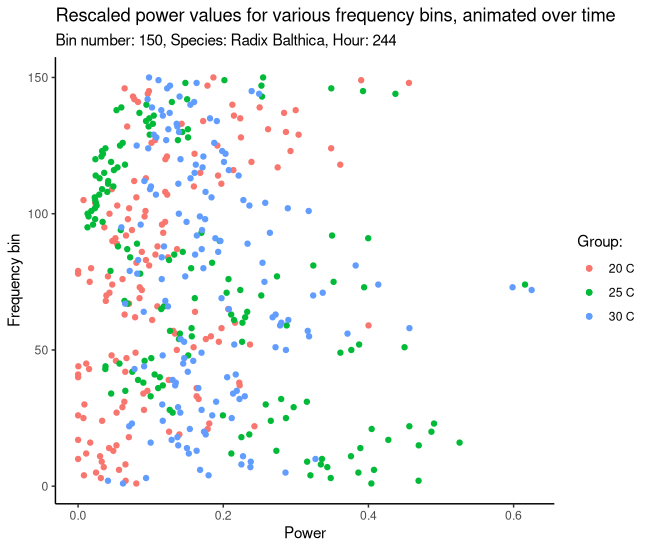 Rescaled power values for various frequency bins, animated over time
Bin number: 150, Species: Radix Balthica, Hour: 244
150
100
50
0
Frequency bin
0.0
0.2
0.4
0.6
Power
Group:
20 C
25 C
30 C